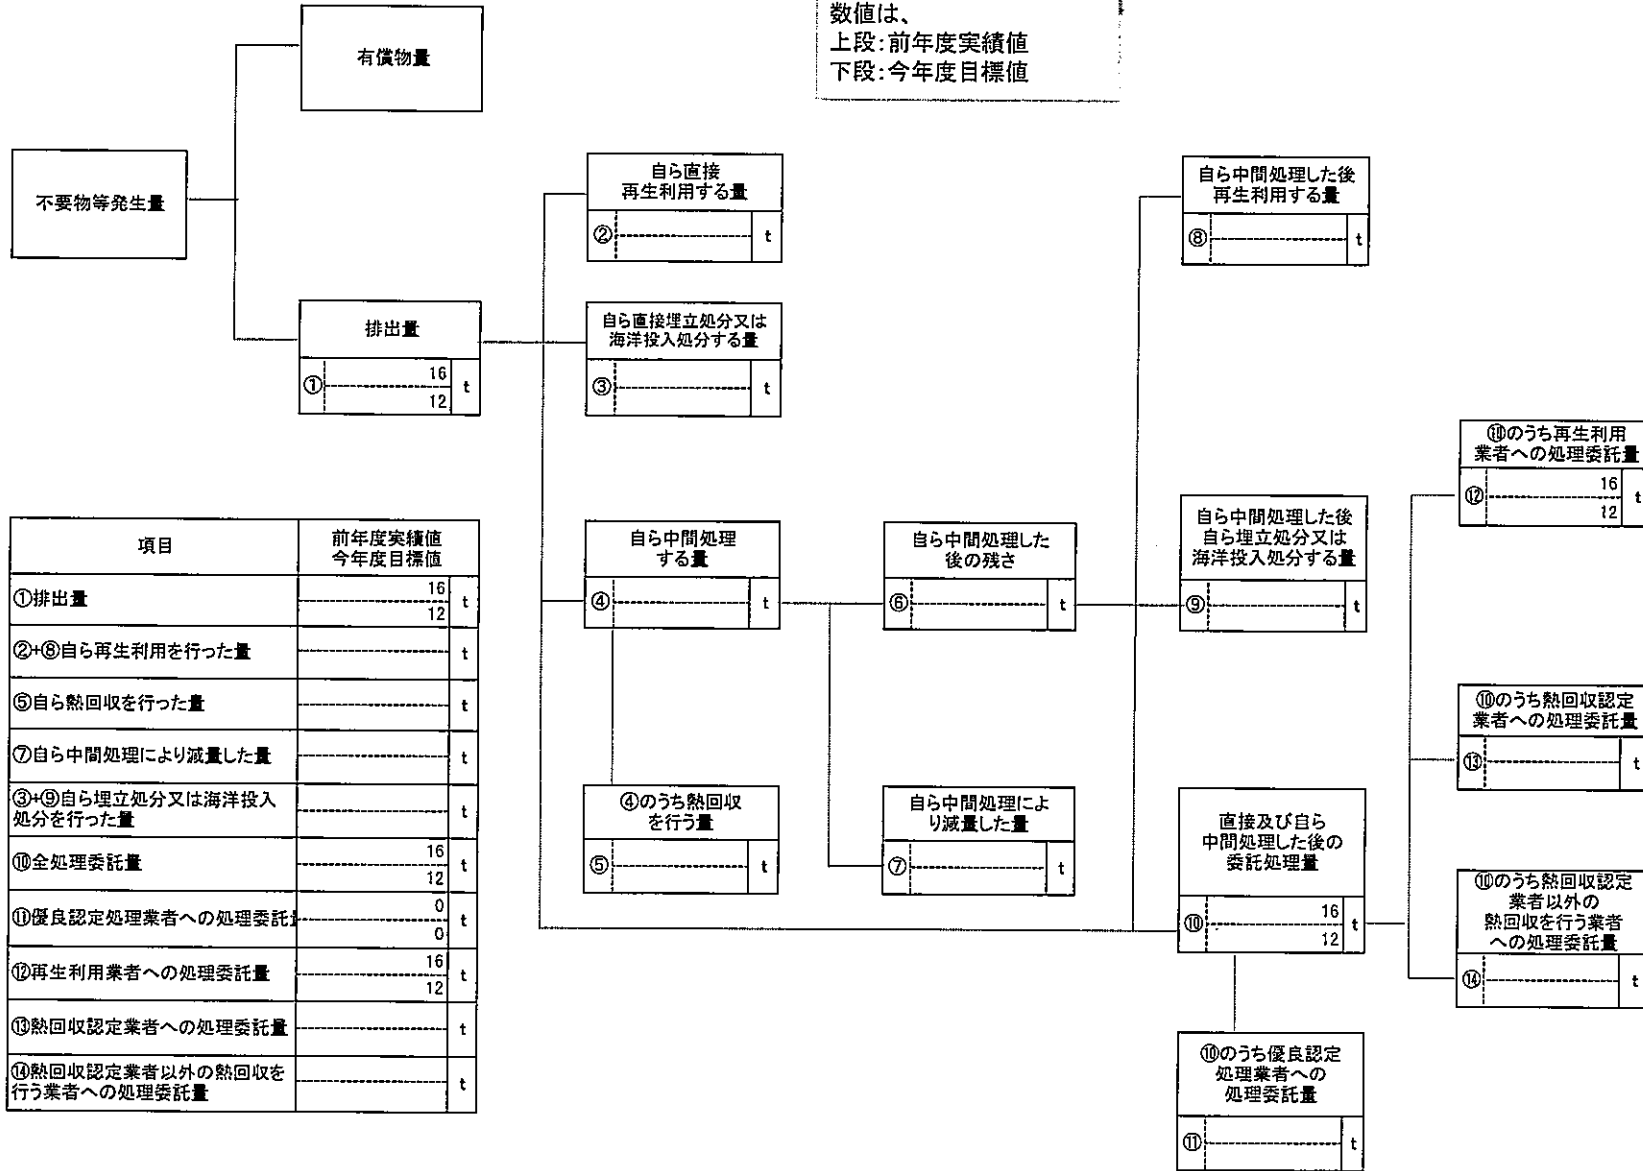 数値は、
上段:前年度実績値
下段:今年度目標値
有償物量
不要物等発生量
排出量
① 16 t
12
自ら直接
再生利用する量
② t
自ら直接埋立処分又は
海洋投入処分する量
③ t
自ら中間処理
する量
④ t
④のうち熱回収
を行う量
⑤ t
自ら中間処理した
後の残さ
⑥ t
自ら中間処理によ
り減量した量
⑦ t
自ら中間処理した後
再生利用する量
⑧ t
自ら中間処理した後
自ら埋立処分又は
海洋投入処分する量
⑨ t
直接及び自ら
中間処理した後の
委託処理量
⑩ 16 t
12
⑩のうち優良認定
処理業者への
処理委託量
⑪ t
⑩のうち再生利用
業者への処理委託量
⑫ 16 t
12
⑩のうち熱回収認定
業者への処理委託量
⑬ t
⑩のうち熱回収認定
業者以外の
熱回収を行う業者
への処理委託量
⑭ t
項目 前年度実績値
今年度目標値
①排出量 16 t
12
②+⑧自ら再生利用を行った量 t
⑤自ら熱回収を行った量 t
⑦自ら中間処理により減量した量 t
③+⑨自ら埋立処分又は海洋投入
処分を行った量 t
⑩全処理委託量 16 t
12
⑪優良認定処理業者への処理委託 0 t
0
⑫再生利用業者への処理委託量 16 t
12
⑬熱回収認定業者への処理委託量 t
⑭熱回収認定業者以外の熱回収を
行う業者への処理委託量 t